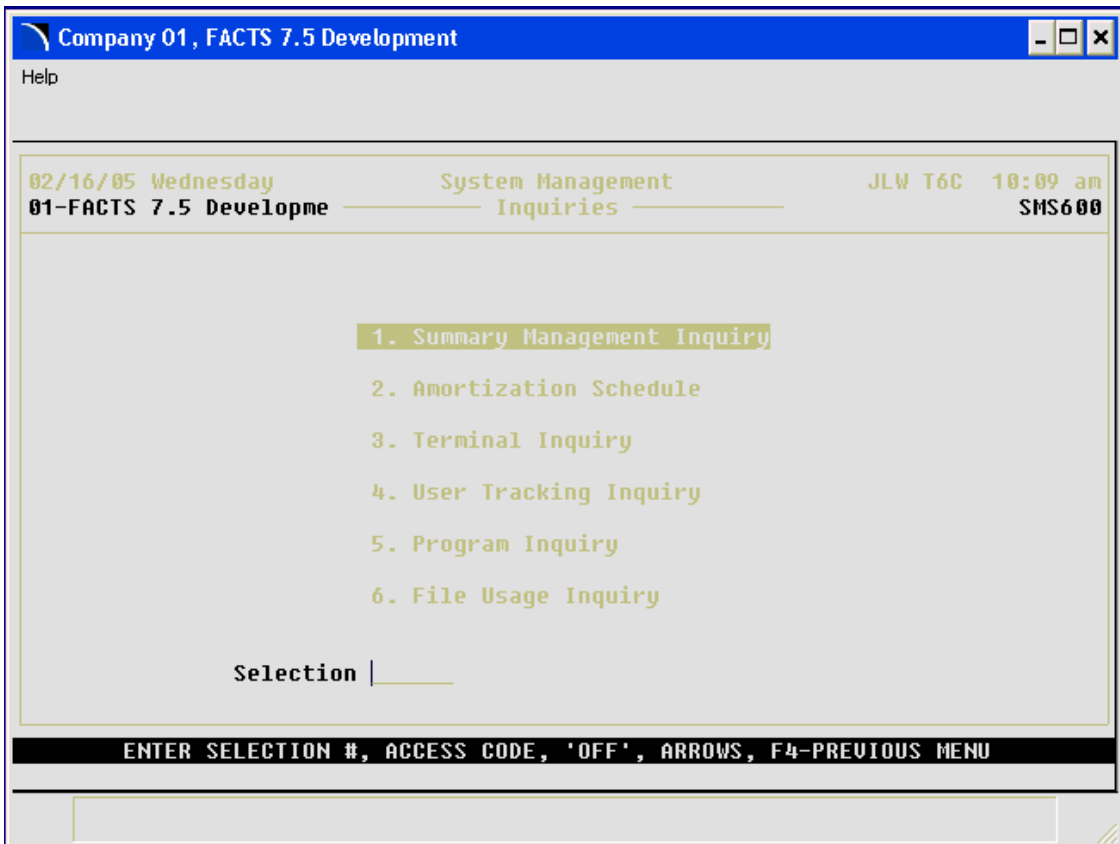 Company 01, FACTS 7.5 Development
Help
02/16/05 Wednesday System Management JLW T6C 10:09 am
01-FACTS 7.5 Developme Inquiries SMS600
1. Summary Management Inquiry
2. Amortization Schedule
3. Terminal Inquiry
4. User Tracking Inquiry
5. Program Inquiry
6. File Usage Inquiry
Selection
ENTER SELECTION #, ACCESS CODE, 'OFF', ARROWS, F4-PREVIOUS MENU